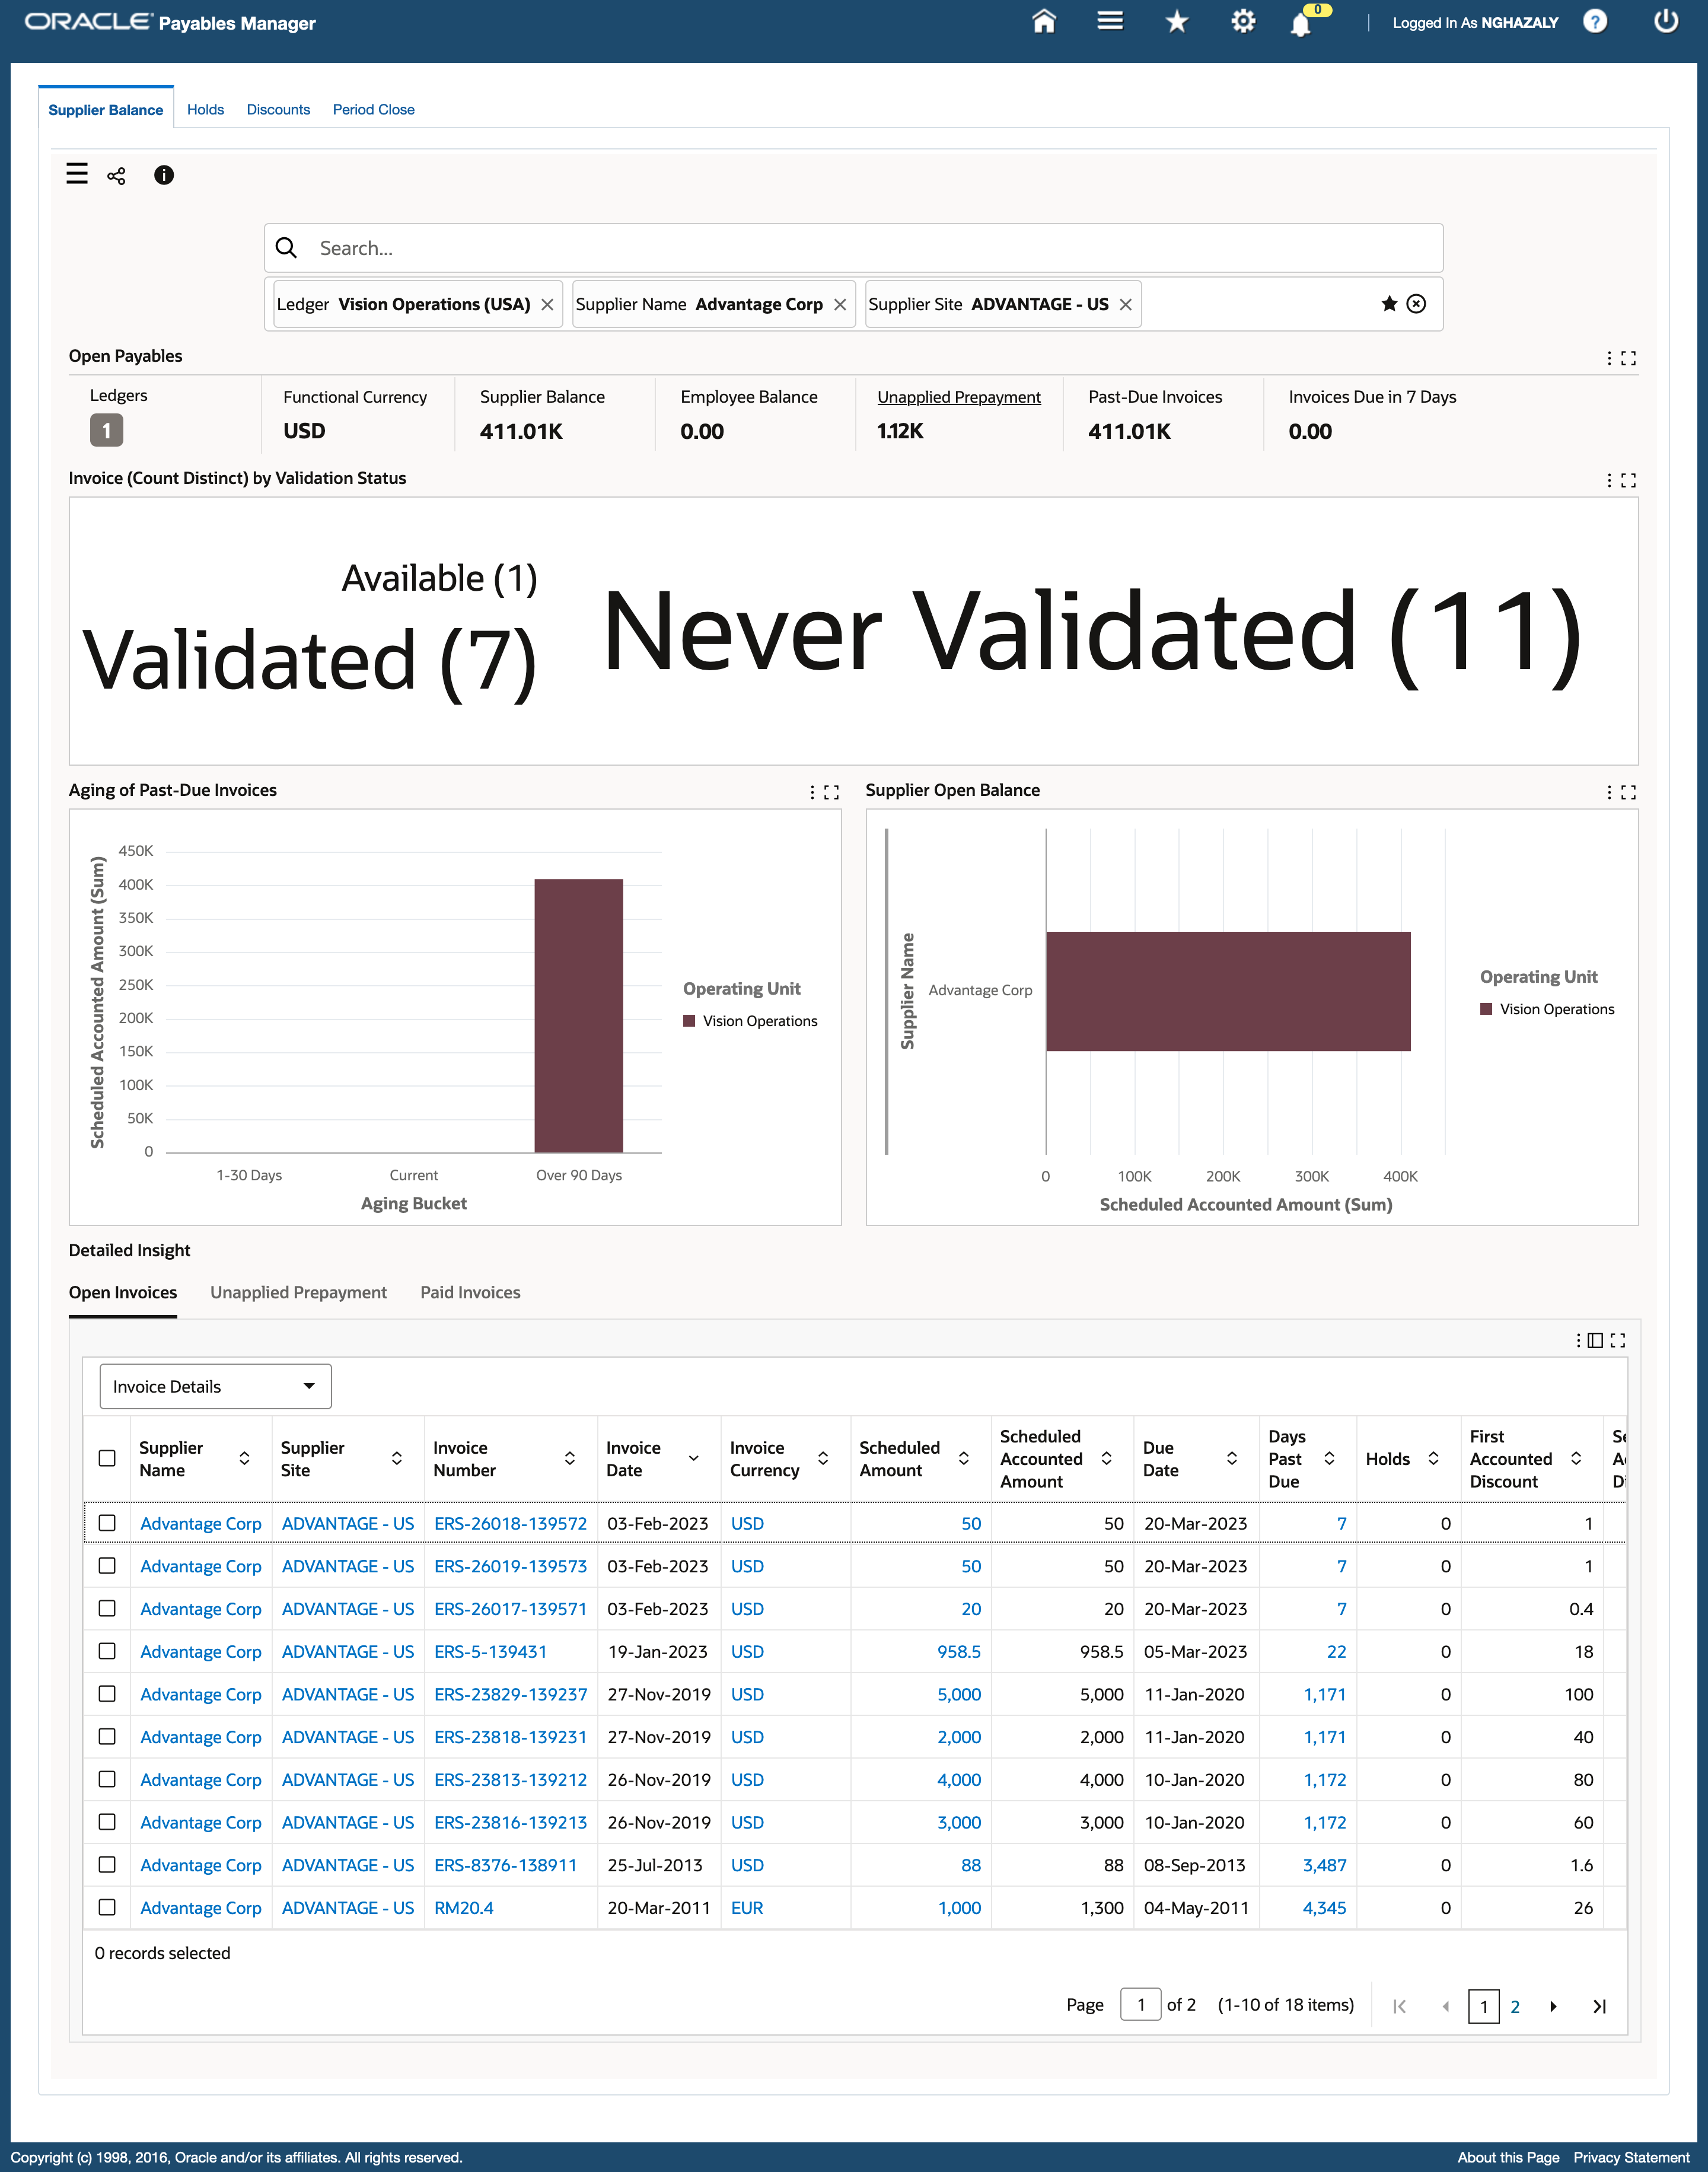 ORACLE Payables Manager
0
Logged In As NGHAZALY
?
Supplier Balance Holds Discounts Period Close
i
Search...
Ledger Vision Operations (USA) Supplier Name Advantage Corp Supplier Site ADVANTAGE - US
Open Payables
Ledgers Functional Currency Supplier Balance Employee Balance Unapplied Prepayment Past-Due Invoices Invoices Due in 7 Days
1 USD 411.01K 0.00 1.12K 411.01K 0.00
Invoice (Count Distinct) by Validation Status
Available (1)
Validated (7)
Never Validated (11)
Aging of Past-Due Invoices
Scheduled Accounted Amount (Sum)
450K
400K
350K
300K
250K
200K
150K
100K
50K
0
1-30 Days Current Over 90 Days
Aging Bucket
Operating Unit
Vision Operations
Supplier Open Balance
Supplier Name
Advantage Corp
0 100K 200K 300K 400K
Scheduled Accounted Amount (Sum)
Operating Unit
Vision Operations
Detailed Insight
Open Invoices Unapplied Prepayment Paid Invoices
Invoice Details
Supplier Name
Supplier Site
Invoice Number
Invoice Date
Invoice Currency
Scheduled Amount
Scheduled Accounted Amount
Due Date
Days Past Due
Holds
First Accounted Discount
Advantage Corp ADVANTAGE - US ERS-26018-139572 03-Feb-2023 USD 50 50 20-Mar-2023 7 0 1
Advantage Corp ADVANTAGE - US ERS-26019-139573 03-Feb-2023 USD 50 50 20-Mar-2023 7 0 1
Advantage Corp ADVANTAGE - US ERS-26017-139571 03-Feb-2023 USD 20 20 20-Mar-2023 7 0 0.4
Advantage Corp ADVANTAGE - US ERS-5-139431 19-Jan-2023 USD 958.5 958.5 05-Mar-2023 22 0 18
Advantage Corp ADVANTAGE - US ERS-23829-139237 27-Nov-2019 USD 5,000 5,000 11-Jan-2020 1,171 0 100
Advantage Corp ADVANTAGE - US ERS-23818-139231 27-Nov-2019 USD 2,000 2,000 11-Jan-2020 1,171 0 40
Advantage Corp ADVANTAGE - US ERS-23813-139212 26-Nov-2019 USD 4,000 4,000 10-Jan-2020 1,172 0 80
Advantage Corp ADVANTAGE - US ERS-23816-139213 26-Nov-2019 USD 3,000 3,000 10-Jan-2020 1,172 0 60
Advantage Corp ADVANTAGE - US ERS-8376-138911 25-Jul-2013 USD 88 88 08-Sep-2013 3,487 0 1.6
Advantage Corp ADVANTAGE - US RM20.4 20-Mar-2011 EUR 1,000 1,300 04-May-2011 4,345 0 26
0 records selected
Page 1 of 2 (1-10 of 18 items) 1 2
Copyright (c) 1998, 2016, Oracle and/or its affiliates. All rights reserved.
About this Page Privacy Statement